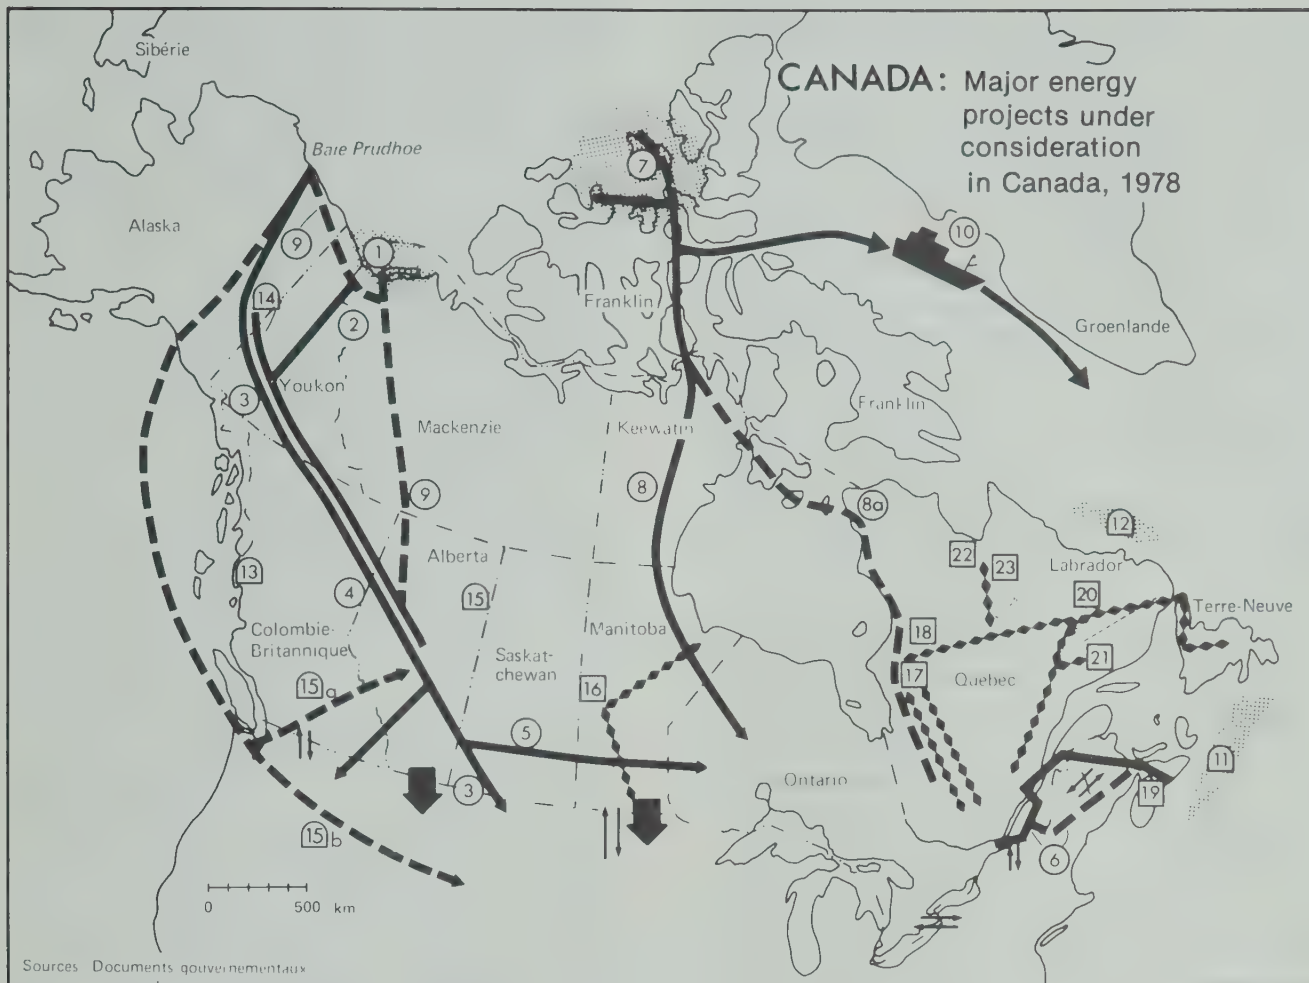 CANADA: Major energy
projects under
consideration
in Canada, 1978
Sibérie
Baie Prudhoe
Alaska
7
10
9
1
Franklin
14
2
Groenlande
Youkon
3
Franklin
Mackenzie
Keewatin
9
8
8a
12
22
23
Alberta
Labrador
13
4
15
20
Terre-Neuve
Colombie-
Britannique
Manitoba
18
Saskat-
chewan
21
15a
16
17
Quebec
5
11
Ontario
3
19
15b
6
0 500 km
Sources Documents gouvernementaux